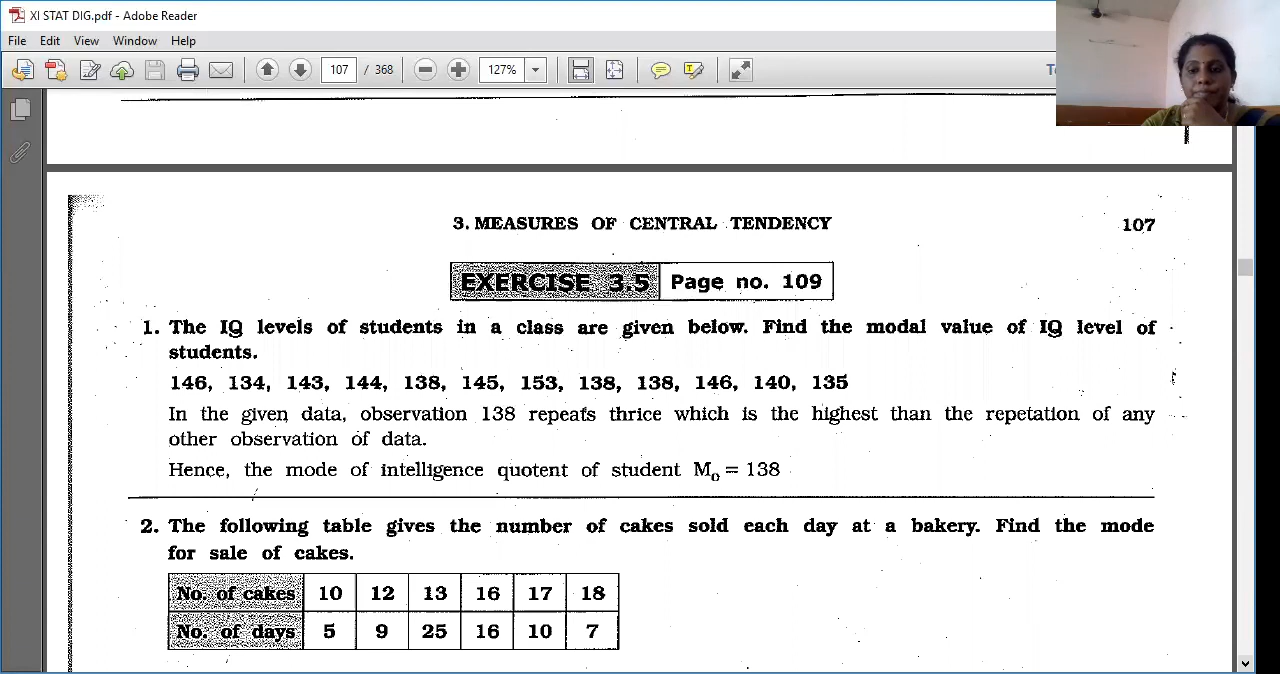 XI STAT DIG.pdf - Adobe Reader
File Edit View Window Help
107 / 368 127%
3. MEASURES OF CENTRAL TENDENCY 107
EXERCISE 3.5 Page no. 109
1. The IQ levels of students in a class are given below. Find the modal value of IQ level of
students.
146, 134, 143, 144, 138, 145, 153, 138, 138, 146, 140, 135
In the given data, observation 138 repeats thrice which is the highest than the repetation of any
other observation of data.
Hence, the mode of intelligence quotent of student Mo = 138
2. The following table gives the number of cakes sold each day at a bakery. Find the mode
for sale of cakes.
No. of cakes 10 12 13 16 17 18
No. of days 5 9 25 16 10 7